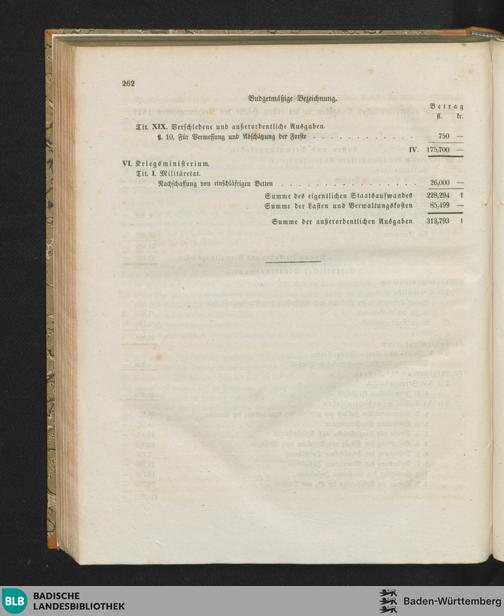 262
Budgetmäßige Bezeichnung.
Betrag
fl. kr.
Tit. XIX. Verschiedene und außerordentliche Ausgaben.
§. 10. Für Vermessung und Abschätzung der Forste . . . . . . . . . . . . . 750 —
IV. 175,700 —
VI. Kriegsministerium.
Tit. I. Militäretat.
Nachschaffung von einschläfrigen Betten . . . . . . . . . . . . . . . . 26,000 —
Summe des eigentlichen Staatsaufwandes 228,294 1
Summe der Lasten und Verwaltungskosten 85,499 —
Summe der außerordentlichen Ausgaben 313,793 1
BLB BADISCHE LANDESBIBLIOTHEK
Baden-Württemberg